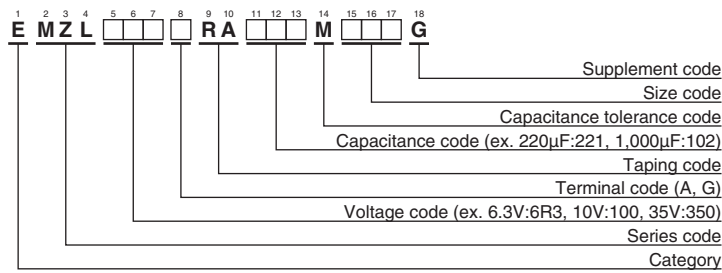 1 2 3 4 5 6 7 8 9 10 11 12 13 14 15 16 17 18
E M Z L □□□ □ R A □□□ M □□□ G
Supplement code
Size code
Capacitance tolerance code
Capacitance code (ex. 220µF:221, 1,000µF:102)
Taping code
Terminal code (A, G)
Voltage code (ex. 6.3V:6R3, 10V:100, 35V:350)
Series code
Category